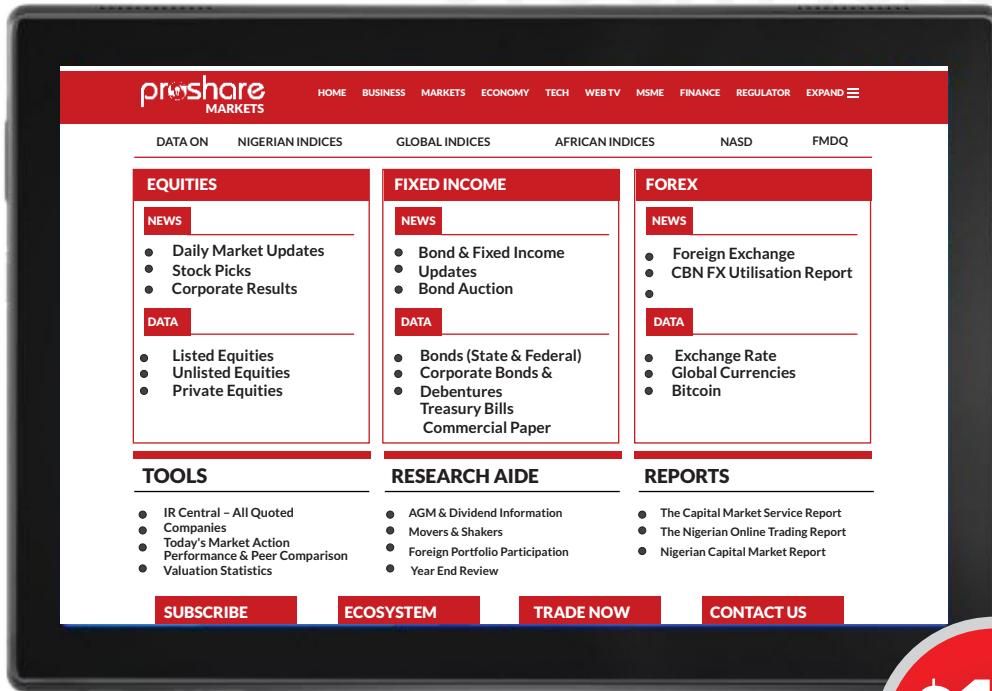 proshare
MARKETS
HOME BUSINESS MARKETS ECONOMY TECH WEB TV MSME FINANCE REGULATOR EXPAND
DATA ON NIGERIAN INDICES GLOBAL INDICES AFRICAN INDICES NASD FMDQ
EQUITIES
NEWS
Daily Market Updates
Stock Picks
Corporate Results
DATA
Listed Equities
Unlisted Equities
Private Equities
FIXED INCOME
NEWS
Bond & Fixed Income
Updates
Bond Auction
DATA
Bonds (State & Federal)
Corporate Bonds &
Debentures
Treasury Bills
Commercial Paper
FOREX
NEWS
Foreign Exchange
CBN FX Utilisation Report
DATA
Exchange Rate
Global Currencies
Bitcoin
TOOLS
IR Central – All Quoted
Companies
Today's Market Action
Performance & Peer Comparison
Valuation Statistics
RESEARCH AIDE
AGM & Dividend Information
Movers & Shakers
Foreign Portfolio Participation
Year End Review
REPORTS
The Capital Market Service Report
The Nigerian Online Trading Report
Nigerian Capital Market Report
SUBSCRIBE ECOSYSTEM TRADE NOW CONTACT US